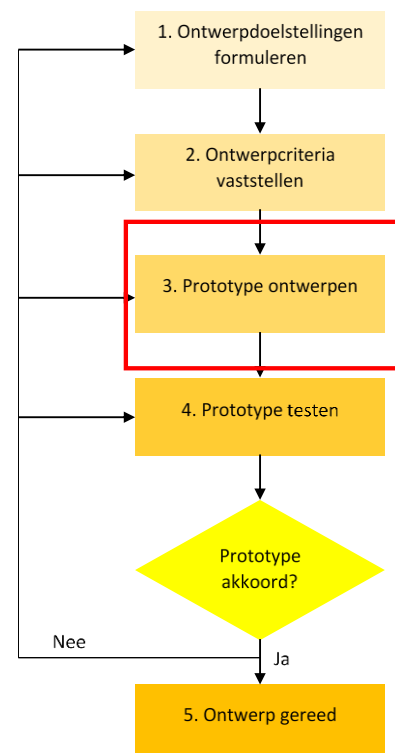 1. Ontwerpdoelstellingen
formuleren
2. Ontwerpcriteria
vaststellen
3. Prototype ontwerpen
4. Prototype testen
Prototype
akkoord?
Nee
Ja
5. Ontwerp gereed